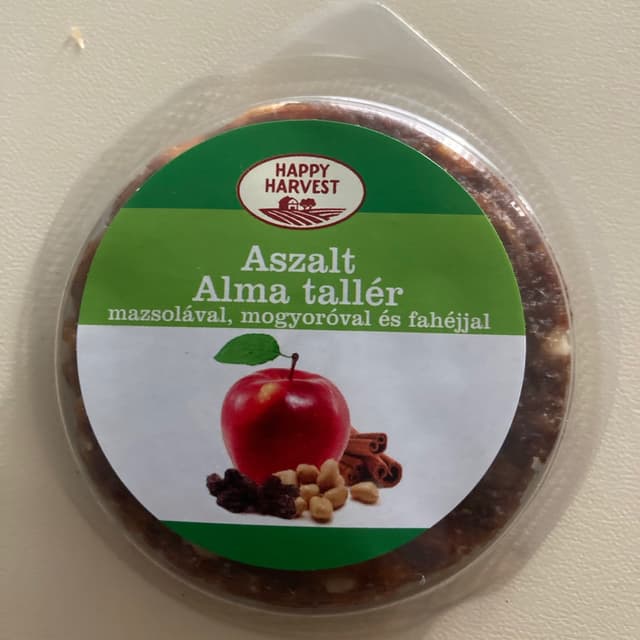 HAPPY
HARVEST
Aszalt
Alma tallér
mazsolával, mogyoróval és fahéjjal